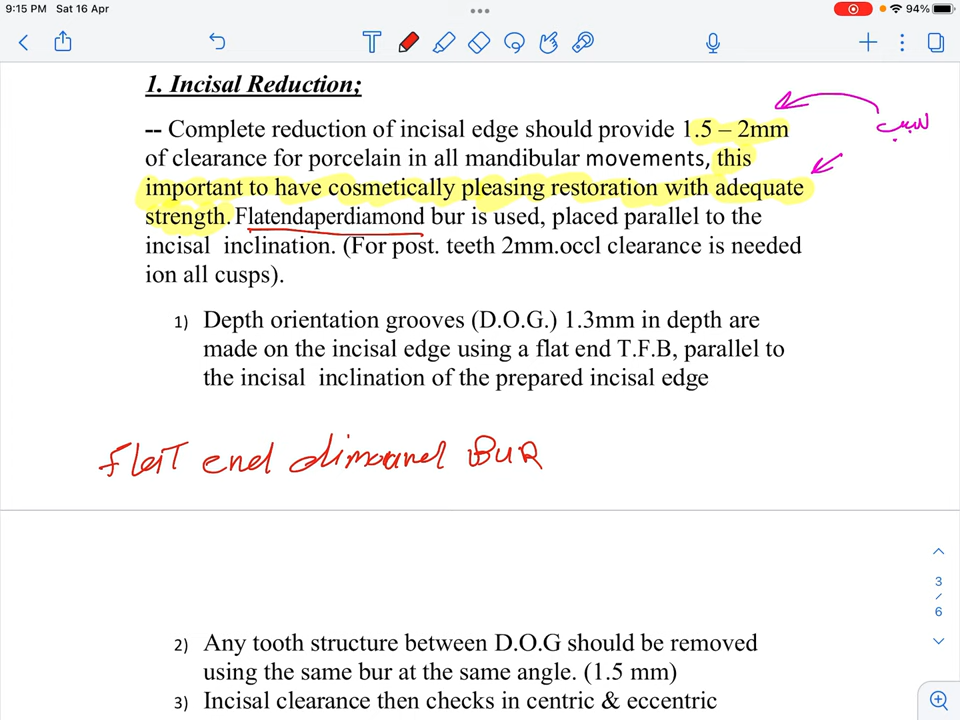 9:15 PM Sat 16 Apr
94%
1. Incisal Reduction;
-- Complete reduction of incisal edge should provide 1.5 – 2mm
of clearance for porcelain in all mandibular movements, this
important to have cosmetically pleasing restoration with adequate
strength. Flatendaperdiamond bur is used, placed parallel to the
incisal inclination. (For post. teeth 2mm.occl clearance is needed
ion all cusps).
1) Depth orientation grooves (D.O.G.) 1.3mm in depth are
made on the incisal edge using a flat end T.F.B, parallel to
the incisal inclination of the prepared incisal edge
flat end dimound BUR
3
/
6
2) Any tooth structure between D.O.G should be removed
using the same bur at the same angle. (1.5 mm)
3) Incisal clearance then checks in centric & eccentric